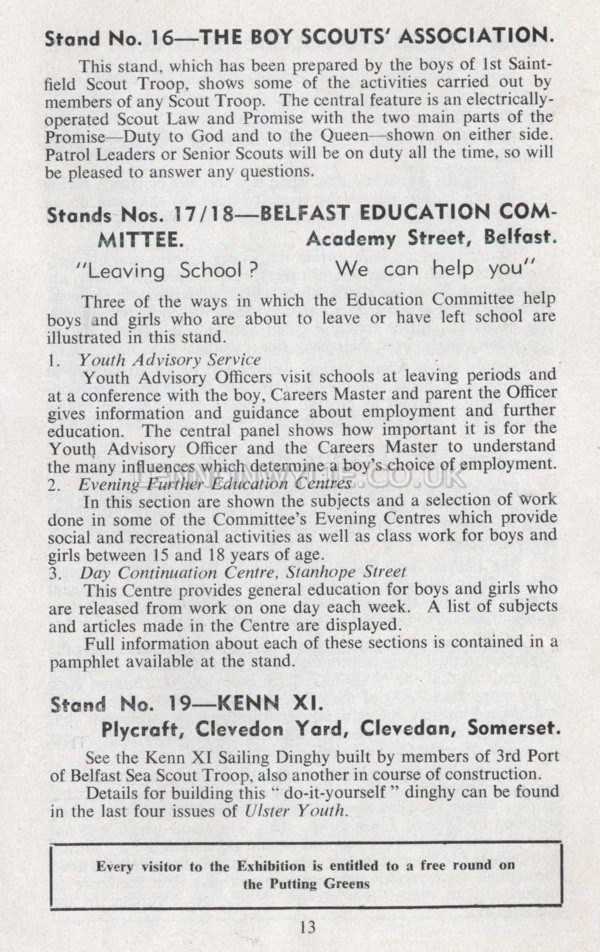 Stand No. 16—THE BOY SCOUTS' ASSOCIATION.
This stand, which has been prepared by the boys of 1st Saint-
field Scout Troop, shows some of the activities carried out by
members of any Scout Troop. The central feature is an electrically-
operated Scout Law and Promise with the two main parts of the
Promise—Duty to God and to the Queen—shown on either side.
Patrol Leaders or Senior Scouts will be on duty all the time, so will
be pleased to answer any questions.
Stands Nos. 17/18—BELFAST EDUCATION COM-
MITTEE. Academy Street, Belfast.
"Leaving School ? We can help you"
Three of the ways in which the Education Committee help
boys and girls who are about to leave or have left school are
illustrated in this stand.
1. Youth Advisory Service
Youth Advisory Officers visit schools at leaving periods and
at a conference with the boy, Careers Master and parent the Officer
gives information and guidance about employment and further
education. The central panel shows how important it is for the
Youth Advisory Officer and the Careers Master to understand
the many influences which determine a boy's choice of employment.
LENNONWYLIE.CO.UK
2. Evening Further Education Centres
In this section are shown the subjects and a selection of work
done in some of the Committee's Evening Centres which provide
social and recreational activities as well as class work for boys and
girls between 15 and 18 years of age.
3. Day Continuation Centre, Stanhope Street
This Centre provides general education for boys and girls who
are released from work on one day each week. A list of subjects
and articles made in the Centre are displayed.
Full information about each of these sections is contained in a
pamphlet available at the stand.
Stand No. 19—KENN XI.
Plycraft, Clevedon Yard, Clevedan, Somerset.
See the Kenn XI Sailing Dinghy built by members of 3rd Port
of Belfast Sea Scout Troop, also another in course of construction.
Details for building this " do-it-yourself " dinghy can be found
in the last four issues of Ulster Youth.
Every visitor to the Exhibition is entitled to a free round on
the Putting Greens
13